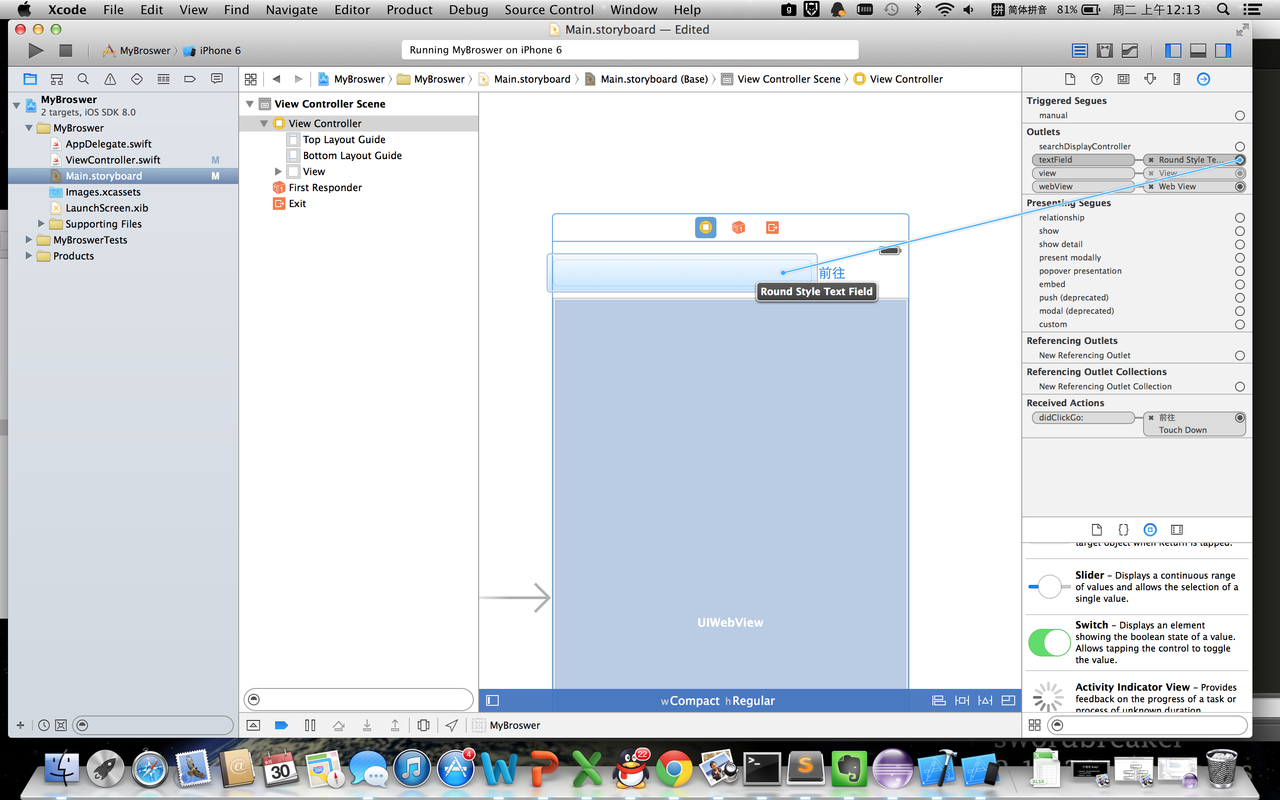 Xcode File Edit View Find Navigate Editor Product Debug Source Control Window Help 简体拼音 81% 周二 上午12:13
Main.storyboard — Edited
MyBroswer iPhone 6
Running MyBroswer on iPhone 6
MyBroswer MyBroswer Main.storyboard Main.storyboard (Base) View Controller Scene View Controller
MyBroswer
2 targets, iOS SDK 8.0
MyBroswer
AppDelegate.swift
ViewController.swift M
Main.storyboard M
Images.xcassets
LaunchScreen.xib
Supporting Files
MyBroswerTests
Products
View Controller Scene
View Controller
Top Layout Guide
Bottom Layout Guide
View
First Responder
Exit
前往
Round Style Text Field
UIWebView
wCompact hRegular
MyBroswer
Triggered Segues
manual
Outlets
searchDisplayController
textField Round Style Te...
view View
webView Web View
Presenting Segues
relationship
show
show detail
present modally
popover presentation
embed
push (deprecated)
modal (deprecated)
custom
Referencing Outlets
New Referencing Outlet
Referencing Outlet Collections
New Referencing Outlet Collection
Received Actions
didClickGo: 前往
Touch Down
target object when Return is tapped.
Slider – Displays a continuous range
of values and allows the selection of a
single value.
Switch – Displays an element
showing the boolean state of a value.
Allows tapping the control to toggle
the value.
Activity Indicator View – Provides
feedback on the progress of a task or
process of unknown duration.
swordbreaker
30
4
22
XLSX